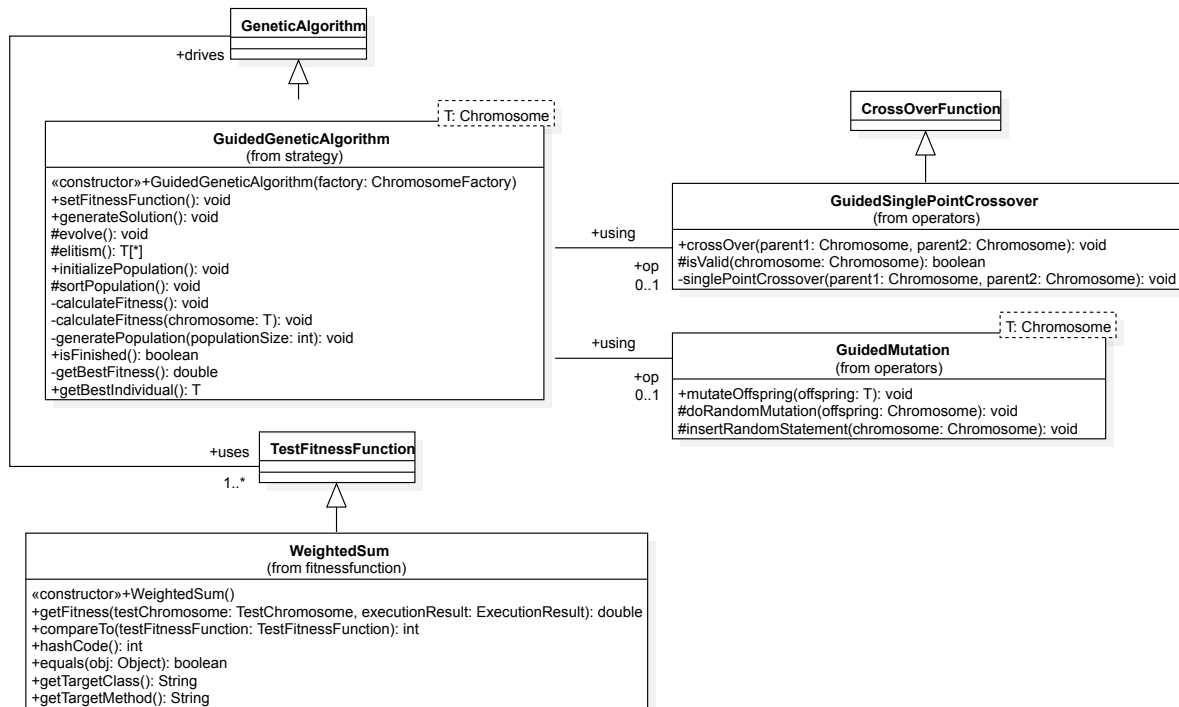 GeneticAlgorithm
+drives
T: Chromosome
GuidedGeneticAlgorithm
(from strategy)
«constructor»+GuidedGeneticAlgorithm(factory: ChromosomeFactory)
+setFitnessFunction(): void
+generateSolution(): void
#evolve(): void
#elitism(): T[*]
+initializePopulation(): void
#sortPopulation(): void
-calculateFitness(): void
-calculateFitness(chromosome: T): void
-generatePopulation(populationSize: int): void
+isFinished(): boolean
-getBestFitness(): double
+getBestIndividual(): T
CrossOverFunction
GuidedSinglePointCrossover
(from operators)
+crossOver(parent1: Chromosome, parent2: Chromosome): void
#isValid(chromosome: Chromosome): boolean
-singlePointCrossover(parent1: Chromosome, parent2: Chromosome): void
+using
+op
0..1
T: Chromosome
GuidedMutation
(from operators)
+mutateOffspring(offspring: T): void
#doRandomMutation(offspring: Chromosome): void
#insertRandomStatement(chromosome: Chromosome): void
+using
+op
0..1
+uses
1..*
TestFitnessFunction
WeightedSum
(from fitnessfunction)
«constructor»+WeightedSum()
+getFitness(testChromosome: TestChromosome, executionResult: ExecutionResult): double
+compareTo(testFitnessFunction: TestFitnessFunction): int
+hashCode(): int
+equals(obj: Object): boolean
+getTargetClass(): String
+getTargetMethod(): String